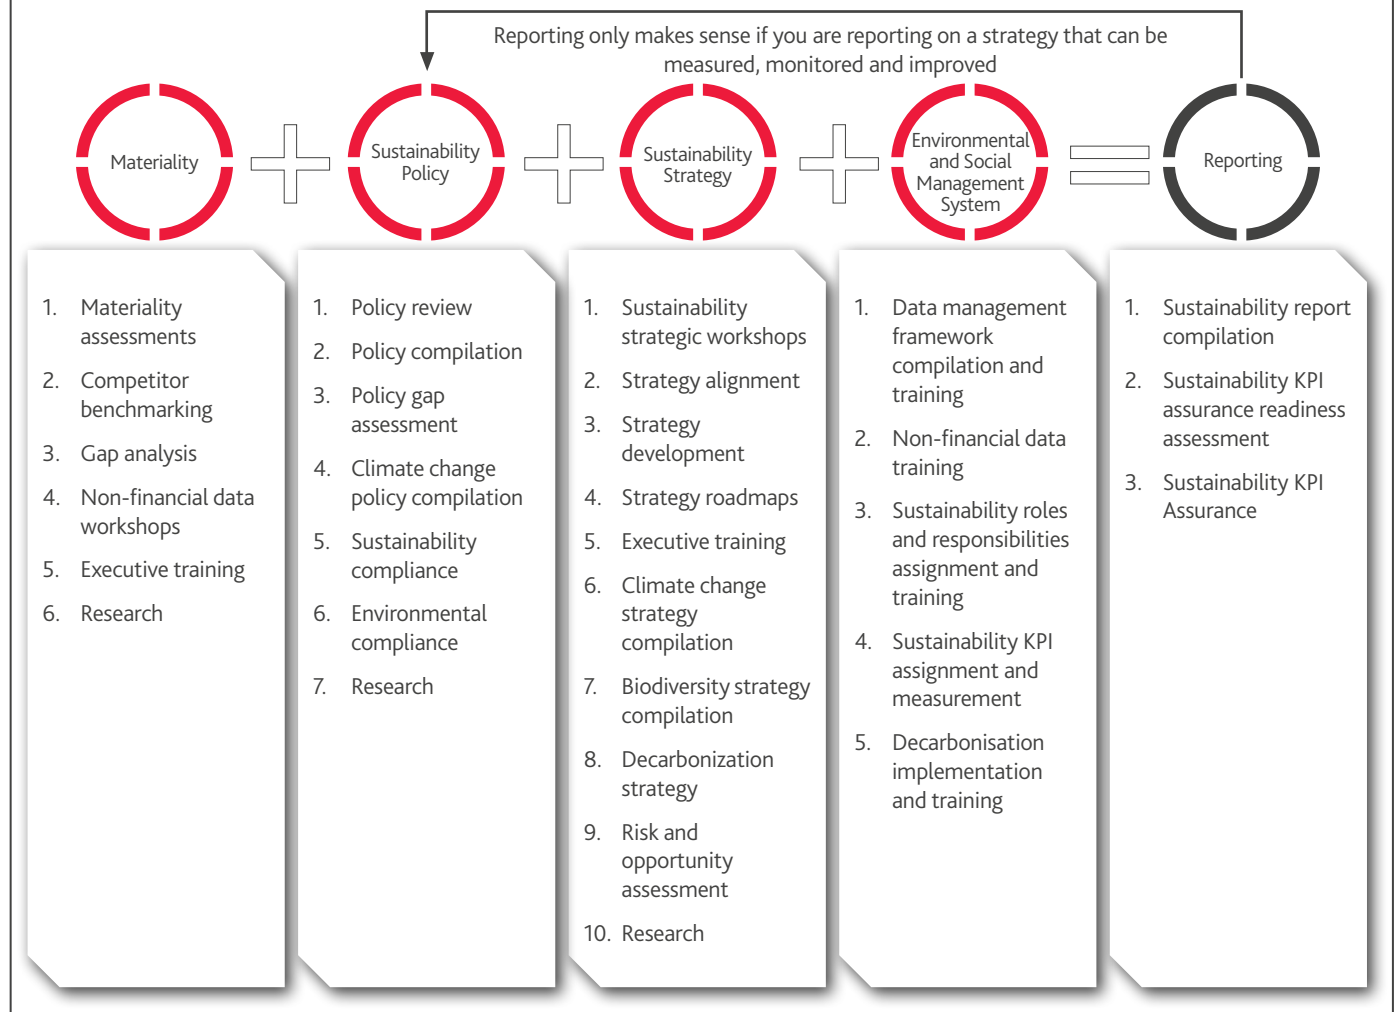 Reporting only makes sense if you are reporting on a strategy that can be
measured, monitored and improved
Materiality
Sustainability
Policy
Sustainability
Strategy
Environmental
and Social
Management
System
Reporting
1. Materiality
assessments
2. Competitor
benchmarking
3. Gap analysis
4. Non-financial data
workshops
5. Executive training
6. Research
1. Policy review
2. Policy compilation
3. Policy gap
assessment
4. Climate change
policy compilation
5. Sustainability
compliance
6. Environmental
compliance
7. Research
1. Sustainability
strategic workshops
2. Strategy alignment
3. Strategy
development
4. Strategy roadmaps
5. Executive training
6. Climate change
strategy
compilation
7. Biodiversity strategy
compilation
8. Decarbonization
strategy
9. Risk and
opportunity
assessment
10. Research
1. Data management
framework
compilation and
training
2. Non-financial data
training
3. Sustainability roles
and responsibilities
assignment and
training
4. Sustainability KPI
assignment and
measurement
5. Decarbonisation
implementation
and training
1. Sustainability report
compilation
2. Sustainability KPI
assurance readiness
assessment
3. Sustainability KPI
Assurance